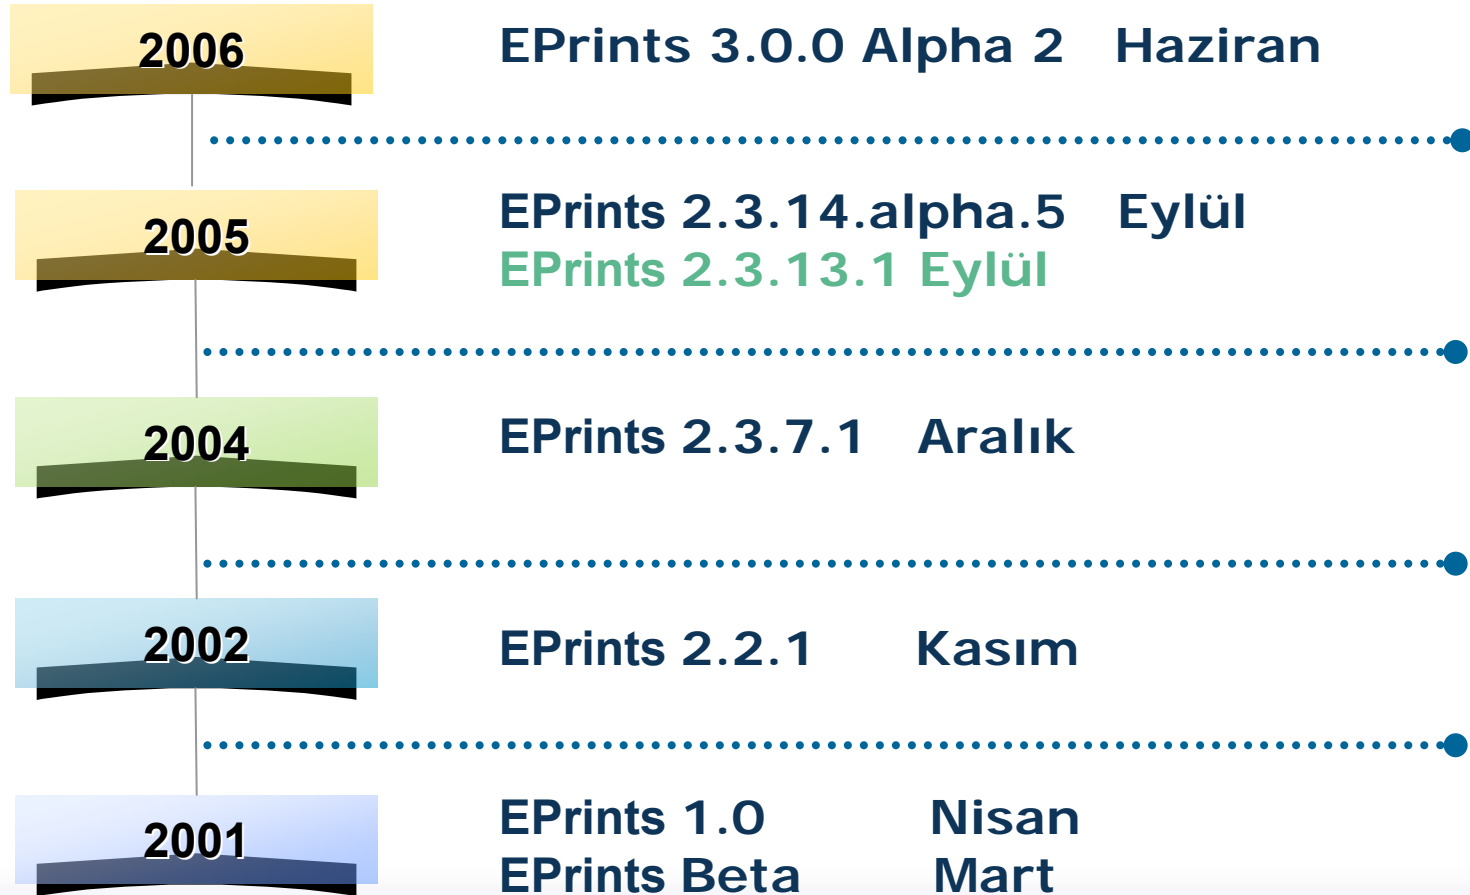 2006
EPrints 3.0.0 Alpha 2 Haziran
2005
EPrints 2.3.14.alpha.5 Eylül
EPrints 2.3.13.1 Eylül
2004
EPrints 2.3.7.1 Aralık
2002
EPrints 2.2.1 Kasım
2001
EPrints 1.0 Nisan
EPrints Beta Mart